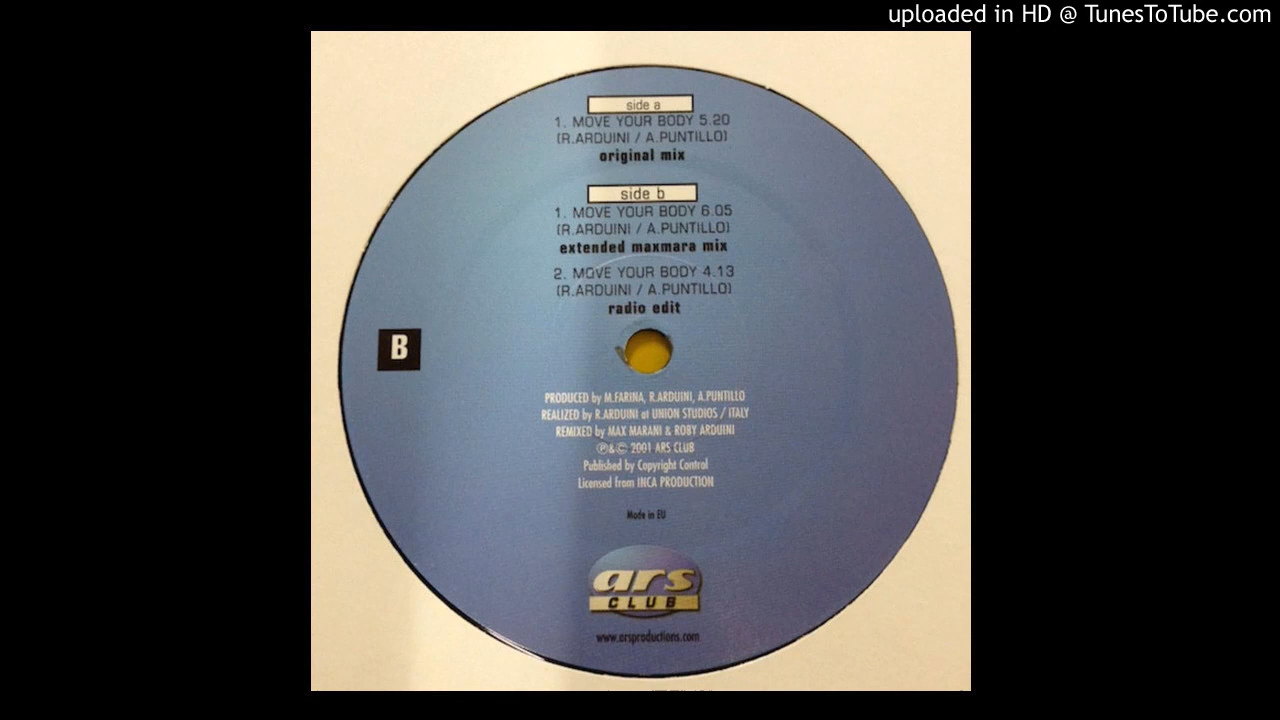 uploaded in HD @ TunesToTube.com
side a
1. MOVE YOUR BODY 5.20
(R.ARDUINI / A.PUNTILLO)
original mix
side b
1. MOVE YOUR BODY 6.05
(R.ARDUINI / A.PUNTILLO)
extended maxmara mix
2. MOVE YOUR BODY 4.13
(R.ARDUINI / A.PUNTILLO)
radio edit
B
PRODUCED by M.FARINA, R.ARDUINI, A.PUNTILLO
REALIZED by R.ARDUINI at UNION STUDIOS / ITALY
REMIXED by MAX MARANI & ROBY ARDUINI
℗&© 2001 ARS CLUB
Published by Copyright Control
Licensed from INCA PRODUCTION
Made in EU
ars
CLUB
www.arsproductions.com